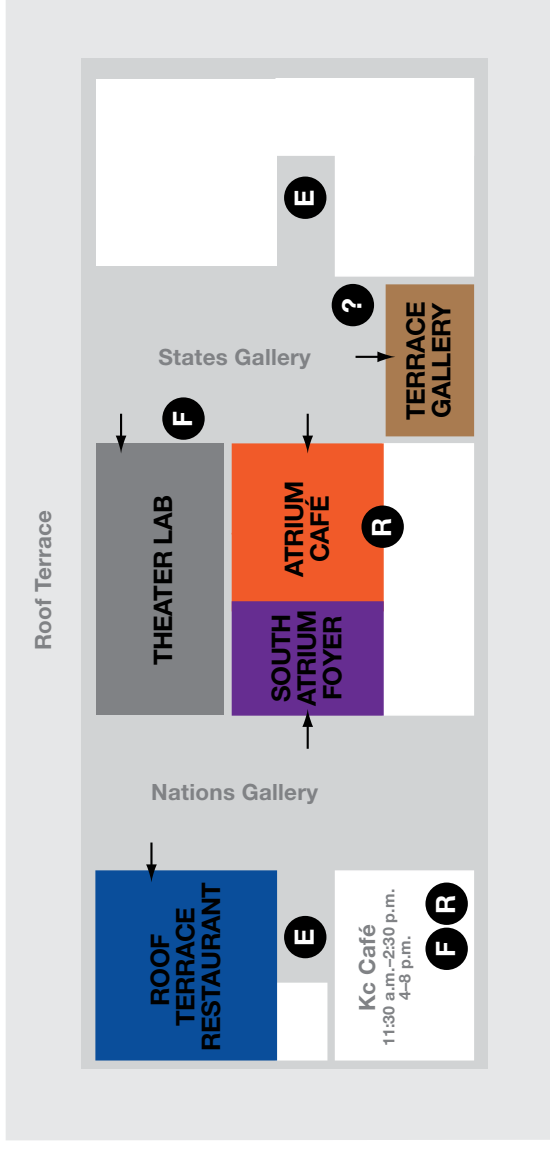 Roof Terrace
E
?
States Gallery
TERRACE
GALLERY
F
THEATER LAB
ATRIUM
CAFÉ
R
SOUTH
ATRIUM
FOYER
Nations Gallery
ROOF
TERRACE
RESTAURANT
E
Kc Café
11:30 a.m.–2:30 p.m.
4–8 p.m.
F
R